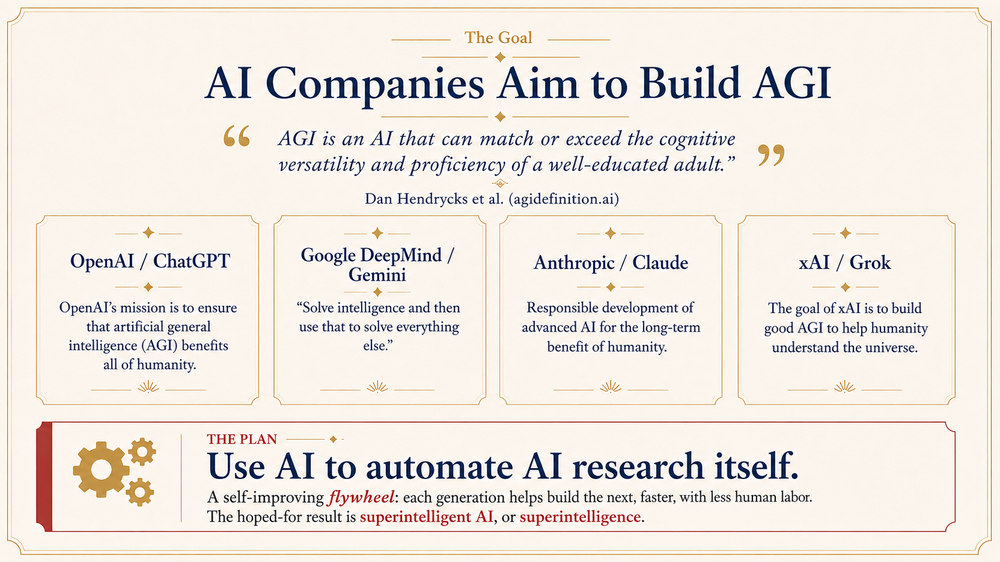 The Goal
AI Companies Aim to Build AGI
“ AGI is an AI that can match or exceed the cognitive
versatility and proficiency of a well-educated adult.” ”
Dan Hendrycks et al. (agidefinition.ai)
OpenAI / ChatGPT
OpenAI’s mission is to ensure
that artificial general
intelligence (AGI) benefits
all of humanity.
Google DeepMind /
Gemini
“Solve intelligence and then
use that to solve everything
else.”
Anthropic / Claude
Responsible development of
advanced AI for the long-term
benefit of humanity.
xAI / Grok
The goal of xAI is to build
good AGI to help humanity
understand the universe.
THE PLAN
Use AI to automate AI research itself.
A self-improving flywheel: each generation helps build the next, faster, with less human labor.
The hoped-for result is superintelligent AI, or superintelligence.